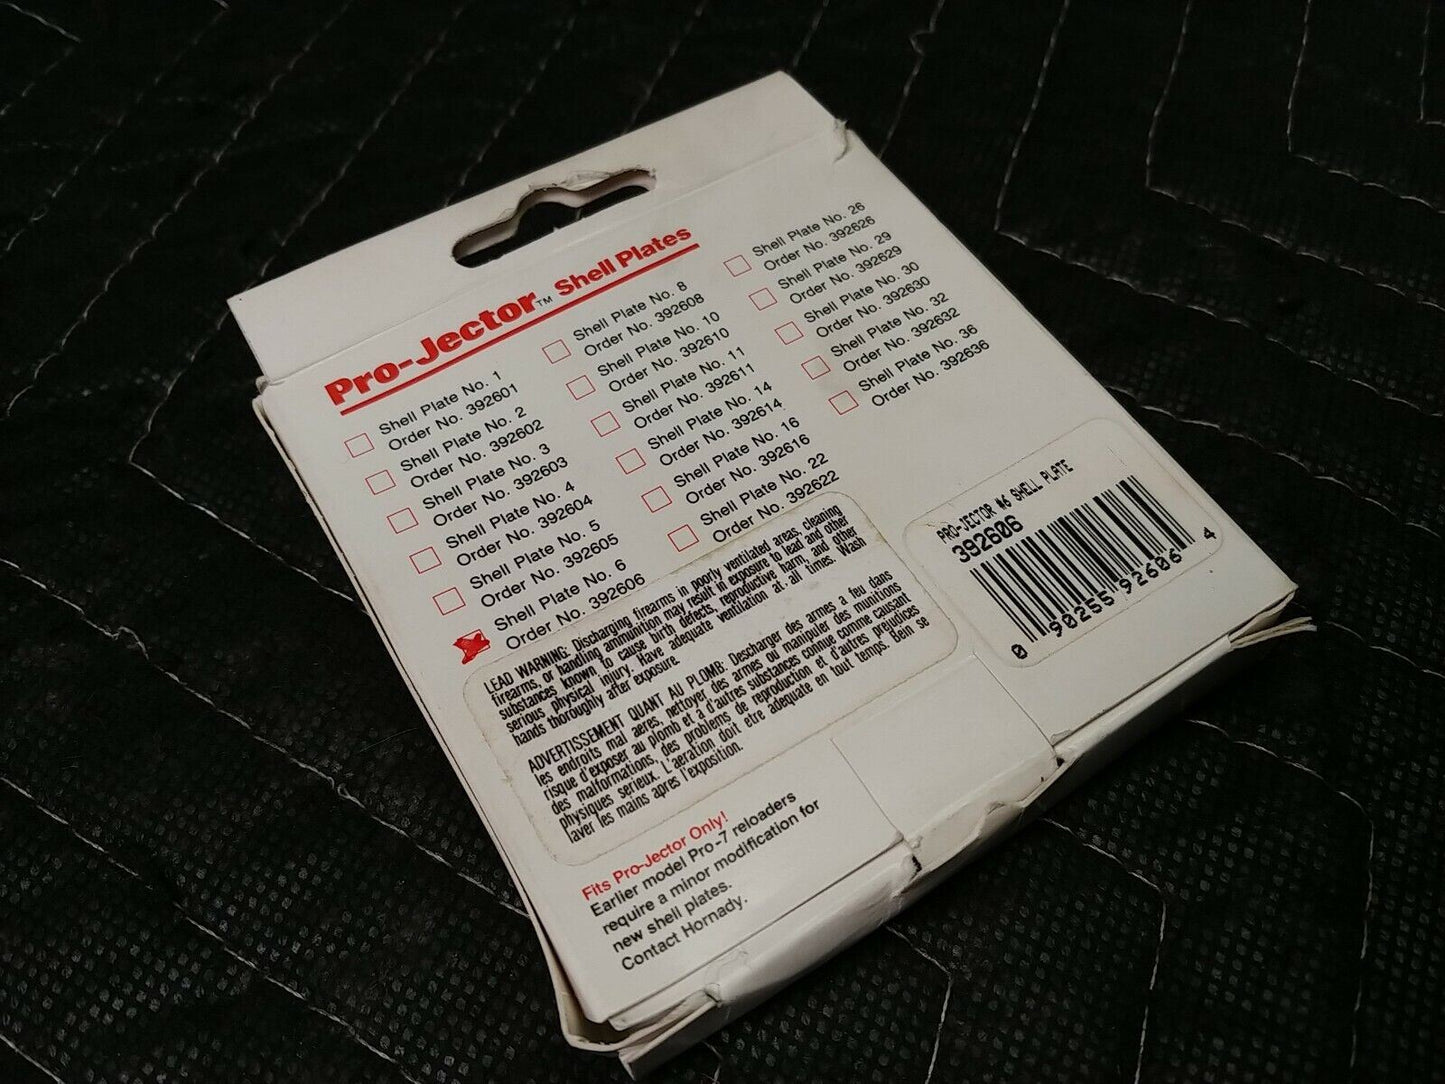 Pro-Jector™ Shell Plates
Shell Plate No. 1
Order No. 392601
Shell Plate No. 2
Order No. 392602
Shell Plate No. 3
Order No. 392603
Shell Plate No. 4
Order No. 392604
Shell Plate No. 5
Order No. 392605
Shell Plate No. 6
Order No. 392606
Shell Plate No. 8
Order No. 392608
Shell Plate No. 10
Order No. 392610
Shell Plate No. 11
Order No. 392611
Shell Plate No. 14
Order No. 392614
Shell Plate No. 16
Order No. 392616
Shell Plate No. 22
Order No. 392622
Shell Plate No. 26
Order No. 392626
Shell Plate No. 29
Order No. 392629
Shell Plate No. 30
Order No. 392630
Shell Plate No. 32
Order No. 392632
Shell Plate No. 36
Order No. 392636
LEAD WARNING: Discharging firearms in poorly ventilated areas, cleaning
firearms, or handling ammunition may result in exposure to lead and other
substances known to cause birth defects, reproductive harm, and other
serious physical injury. Have adequate ventilation at all times. Wash
hands thoroughly after exposure.
ADVERTISSEMENT QUANT AU PLOMB: Descharger des armes a feu dans
les endroits mal aeres, nettoyer des armes ou manipuler des munitions
risque d'exposer au plomb et a d'autres substances connue comme causant
des malformations, des problems de reproduction et d'autres prejudices
physiques serieux. L'aeration doit etre adequate en tout temps. Bein se
laver les mains apres l'exposition.
PRO-JECTOR #6 SHELL PLATE
392606
0 90255 92606 4
Fits Pro-Jector Only!
Earlier model Pro-7 reloaders
require a minor modification for
new shell plates.
Contact Hornady.